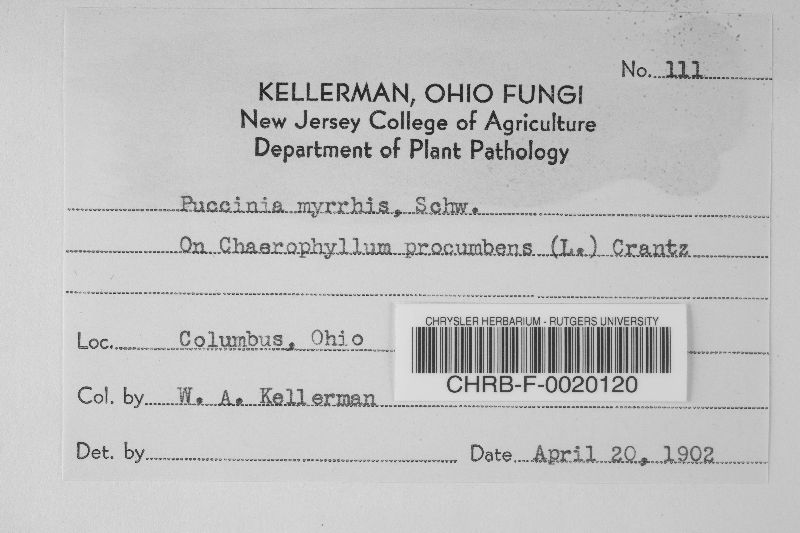 No. 111
KELLERMAN, OHIO FUNGI
New Jersey College of Agriculture
Department of Plant Pathology
Puccinia myrrhis, Schw.
On Chaerophyllum procumbens (L.) Crantz
Loc. Columbus, Ohio
CHRYSLER HERBARIUM - RUTGERS UNIVERSITY
CHRB-F-0020120
Col. by W. A. Kellerman
Det. by
Date April 20, 1902